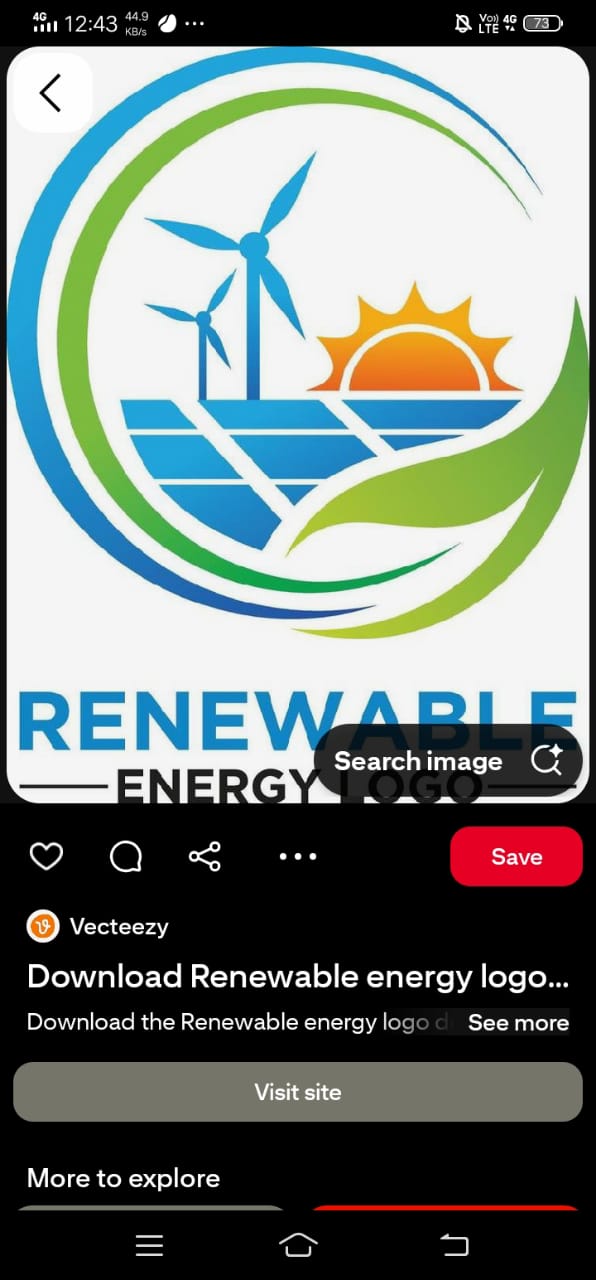 4G 12:43 44.9 KB/s ... Vo) LTE 4G 73
RENEWABLE
ENERGY LOGO
Search image
Save
Vecteezy
Download Renewable energy logo...
Download the Renewable energy logo d See more
Visit site
More to explore